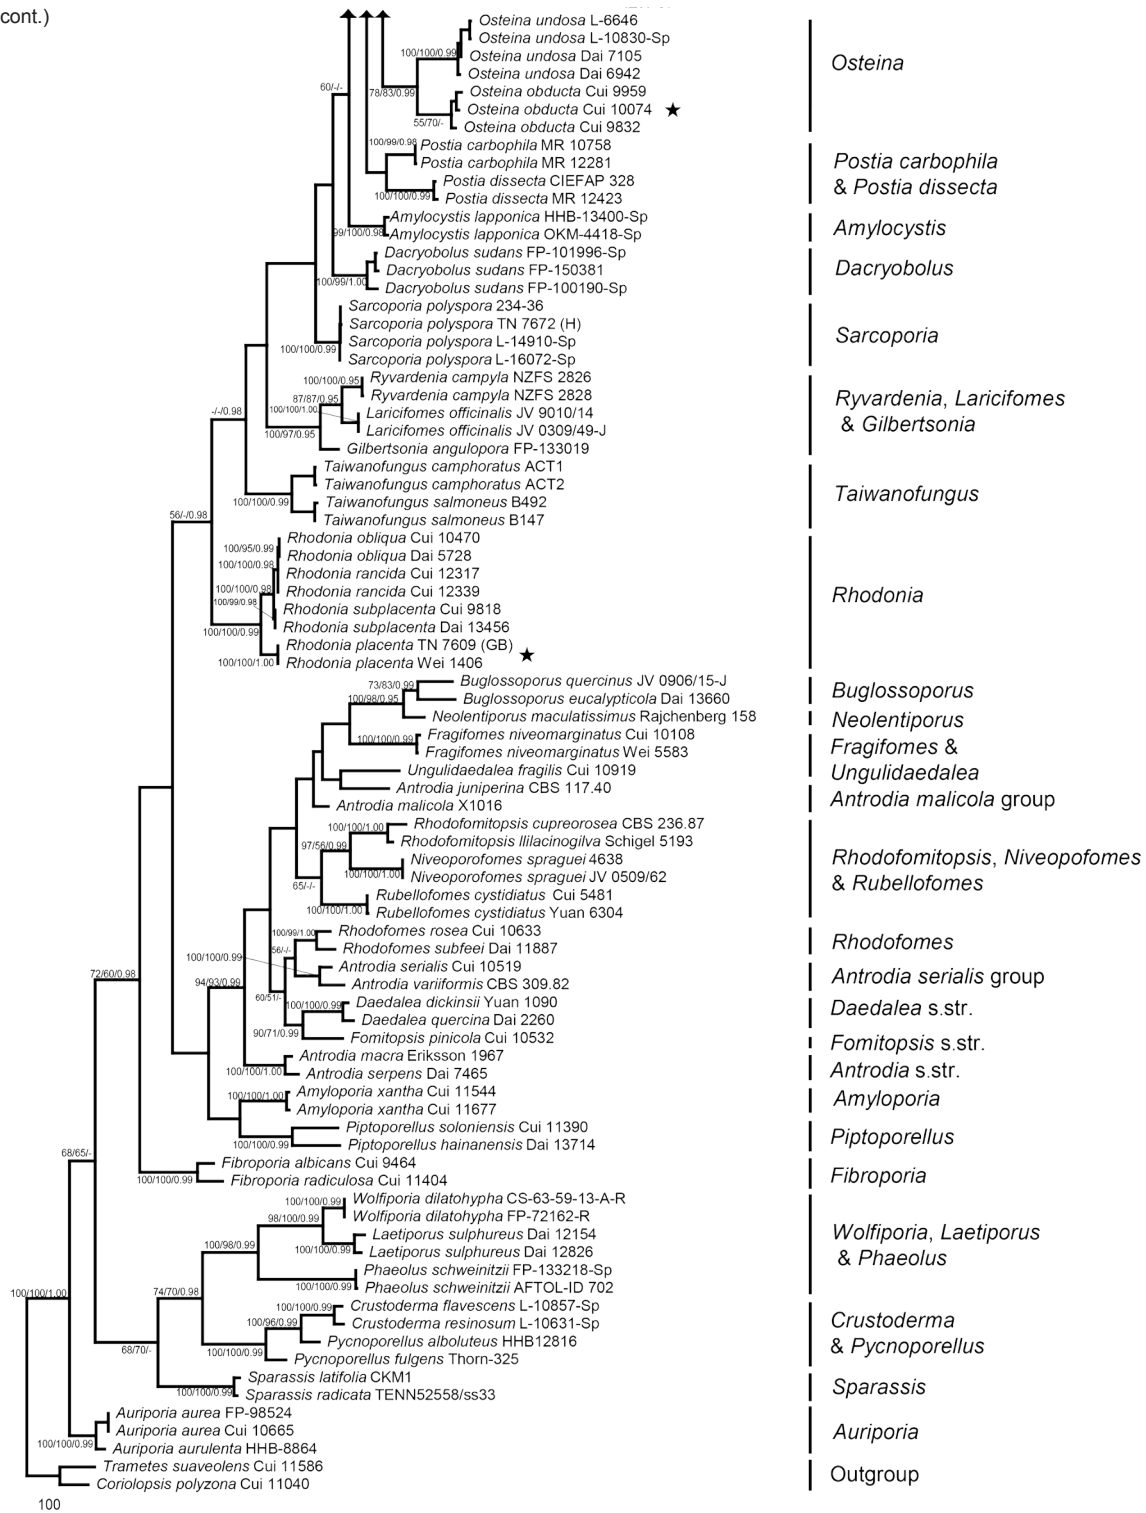 cont.)
Osteina undosa L-6646
Osteina undosa L-10830-Sp
100/100/0.99
Osteina undosa Dai 7105
Osteina undosa Dai 6942
Osteina
60/-/-
78/83/0.99
Osteina obducta Cui 9959
Osteina obducta Cui 10074 ★
55/70/-
Osteina obducta Cui 9832
100/99/0.98
Postia carbophila MR 10758
Postia carbophila MR 12281
Postia dissecta CIEFAP 328
100/100/0.99
Postia dissecta MR 12423
Postia carbophila
& Postia dissecta
Amylocystis lapponica HHB-13400-Sp
99/100/0.98
Amylocystis lapponica OKM-4418-Sp
Amylocystis
Dacryobolus sudans FP-101996-Sp
Dacryobolus sudans FP-150381
100/99/1.00
Dacryobolus sudans FP-100190-Sp
Dacryobolus
Sarcoporia polyspora 234-36
Sarcoporia polyspora TN 7672 (H)
Sarcoporia polyspora L-14910-Sp
100/100/0.99
Sarcoporia polyspora L-16072-Sp
Sarcoporia
100/100/0.95
Ryvardenia campyla NZFS 2826
Ryvardenia campyla NZFS 2828
87/87/0.95
100/100/1.00
Laricifomes officinalis JV 9010/14
Laricifomes officinalis JV 0309/49-J
100/97/0.95
Gilbertsonia angulopora FP-133019
Ryvardenia, Laricifomes
& Gilbertsonia
-/-/0.98
Taiwanofungus camphoratus ACT1
Taiwanofungus camphoratus ACT2
100/100/0.99
Taiwanofungus salmoneus B492
Taiwanofungus salmoneus B147
Taiwanofungus
56/-/0.98
Rhodonia obliqua Cui 10470
100/95/0.99
Rhodonia obliqua Dai 5728
100/100/0.98
Rhodonia rancida Cui 12317
100/100/0.98
Rhodonia rancida Cui 12339
100/99/0.98
Rhodonia subplacenta Cui 9818
Rhodonia subplacenta Dai 13456
100/100/0.99
Rhodonia placenta TN 7609 (GB)
★
100/100/1.00
Rhodonia placenta Wei 1406
Rhodonia
73/83/0.99
Buglossoporus quercinus JV 0906/15-J
100/98/0.95
Buglossoporus eucalypticola Dai 13660
Buglossoporus
Neolentiporus maculatissimus Rajchenberg 158
Neolentiporus
Fragifomes niveomarginatus Cui 10108
100/100/0.99
Fragifomes niveomarginatus Wei 5583
Ungulidaedalea fragilis Cui 10919
Fragifomes &
Ungulidaedalea
Antrodia juniperina CBS 117.40
Antrodia malicola X1016
Antrodia malicola group
100/100/1.00
Rhodofomitopsis cupreorosea CBS 236.87
Rhodofomitopsis llilacinogilva Schigel 5193
97/56/0.99
Niveoporofomes spraguei 4638
100/100/1.00
Niveoporofomes spraguei JV 0509/62
65/-/-
Rubellofomes cystidiatus Cui 5481
100/100/1.00
Rubellofomes cystidiatus Yuan 6304
Rhodofomitopsis, Niveopofomes
& Rubellofomes
100/99/1.00
Rhodofomes rosea Cui 10633
56/-/-
Rhodofomes subfeei Dai 11887
Rhodofomes
100/100/0.99
Antrodia serialis Cui 10519
Antrodia variiformis CBS 309.82
Antrodia serialis group
72/60/0.98
94/93/0.99
60/51/-
Daedalea dickinsii Yuan 1090
100/100/0.99
Daedalea quercina Dai 2260
Daedalea s.str.
90/71/0.99
Fomitopsis pinicola Cui 10532
Fomitopsis s.str.
Antrodia macra Eriksson 1967
100/100/1.00
Antrodia serpens Dai 7465
Antrodia s.str.
100/100/1.00
Amyloporia xantha Cui 11544
Amyloporia xantha Cui 11677
Amyloporia
Piptoporellus soloniensis Cui 11390
100/100/0.99
Piptoporellus hainanensis Dai 13714
Piptoporellus
68/65/-
Fibroporia albicans Cui 9464
100/100/0.99
Fibroporia radiculosa Cui 11404
Fibroporia
100/100/0.99
Wolfiporia dilatohypha CS-63-59-13-A-R
98/100/0.99
Wolfiporia dilatohypha FP-72162-R
Laetiporus sulphureus Dai 12154
100/98/0.99
100/100/0.99
Laetiporus sulphureus Dai 12826
Phaeolus schweinitzii FP-133218-Sp
100/100/0.99
Phaeolus schweinitzii AFTOL-ID 702
Wolfiporia, Laetiporus
& Phaeolus
100/100/1.00
74/70/0.98
100/100/0.99
Crustoderma flavescens L-10857-Sp
100/96/0.99
Crustoderma resinosum L-10631-Sp
Pycnoporellus alboluteus HHB12816
68/70/-
100/100/0.99
Pycnoporellus fulgens Thorn-325
Crustoderma
& Pycnoporellus
Sparassis latifolia CKM1
100/100/0.99
Sparassis radicata TENN52558/ss33
Sparassis
Auriporia aurea FP-98524
Auriporia aurea Cui 10665
100/100/0.99
Auriporia aurulenta HHB-8864
Auriporia
Trametes suaveolens Cui 11586
Coriolopsis polyzona Cui 11040
Outgroup
100